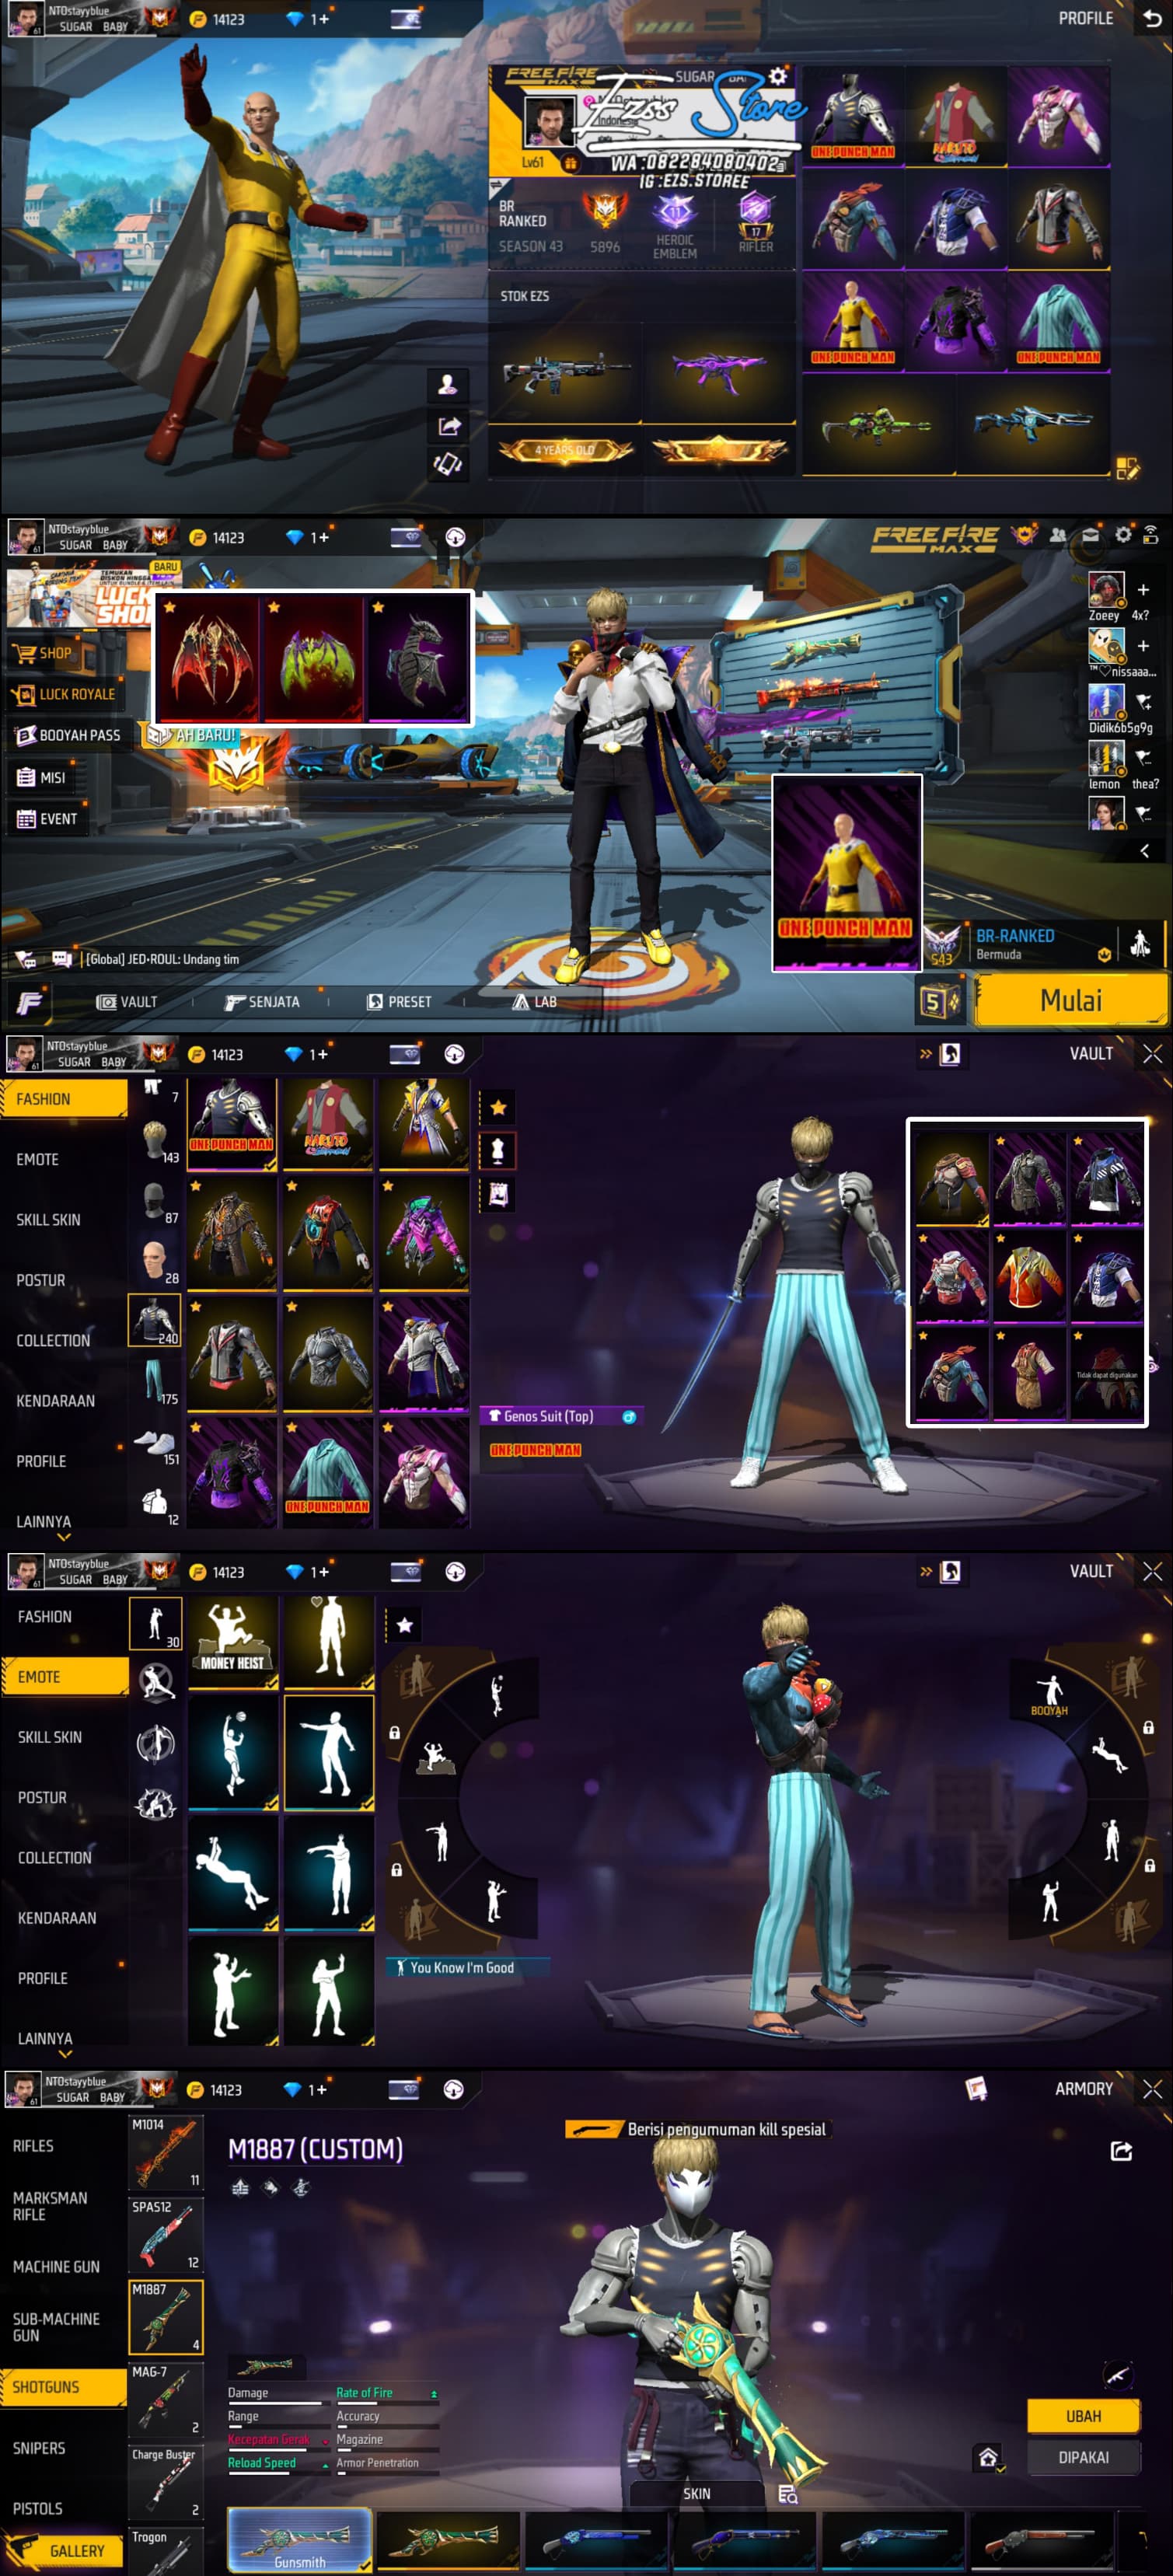 NTOstayyblue
SUGAR BABY
61
14123
1+
PROFILE
FREE FIRE
MAX
SUGAR
Ezss Store
Indonesia
WA :082284080402
IG :EZS.STOREE
Lv61
BR
RANKED
SEASON 43
5896
11
HEROIC
EMBLEM
17
RIFLER
STOK EZS
4 YEARS OLD
ONE PUNCH MAN
NARUTO
ONE PUNCH MAN
ONE PUNCH MAN
NTOstayyblue
SUGAR BABY
61
14123
1+
FREE FIRE
MAX
BARU
TEMUKAN
DISKON HINGGA
LUCK
SHO
SHOP
LUCK ROYALE
BOOYAH PASS
AH BARU!
MISI
EVENT
Zoeey 4x?
™♡nissaaa...
Didik6b5g9g
lemon thea?
ONE PUNCH MAN
[Global] JED•ROUL: Undang tim
S43
BR-RANKED
Bermuda
VAULT
SENJATA
PRESET
LAB
5
Mulai
NTOstayyblue
SUGAR BABY
61
14123
1+
VAULT
FASHION
EMOTE
SKILL SKIN
POSTUR
COLLECTION
KENDARAAN
PROFILE
LAINNYA
7
143
87
28
240
175
151
12
ONE PUNCH MAN
NARUTO
ONE PUNCH MAN
Genos Suit (Top)
ONE PUNCH MAN
Tidak dapat digunakan
NTOstayyblue
SUGAR BABY
61
14123
1+
VAULT
FASHION
EMOTE
SKILL SKIN
POSTUR
COLLECTION
KENDARAAN
PROFILE
LAINNYA
30
MONEY HEIST
BOOYAH
You Know I'm Good
NTOstayyblue
SUGAR BABY
61
14123
1+
ARMORY
RIFLES
MARKSMAN
RIFLE
MACHINE GUN
SUB-MACHINE
GUN
SHOTGUNS
SNIPERS
PISTOLS
GALLERY
M1014
11
SPAS12
12
M1887
4
MAG-7
2
Charge Buster
2
Trogon
M1887 (CUSTOM)
Berisi pengumuman kill spesial
Damage
Rate of Fire
Range
Accuracy
Kecepatan Gerak
Magazine
Reload Speed
Armor Penetration
UBAH
DIPAKAI
SKIN
Gunsmith